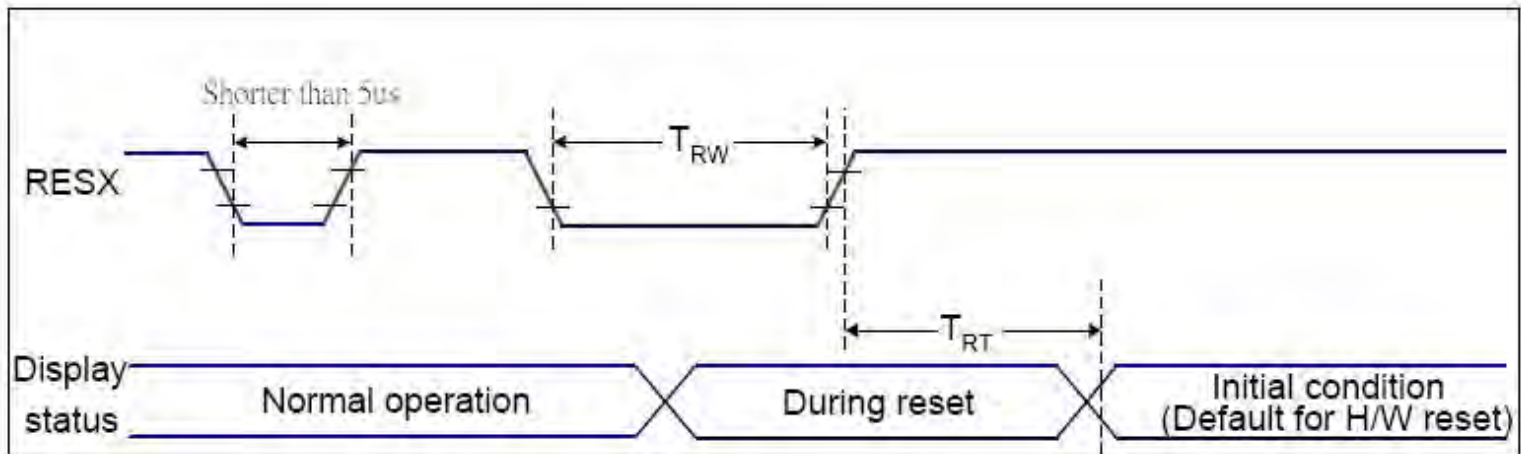 Shorter than 5us
RESX
TRW
TRT
Display
status
Normal operation
During reset
Initial condition
(Default for H/W reset)